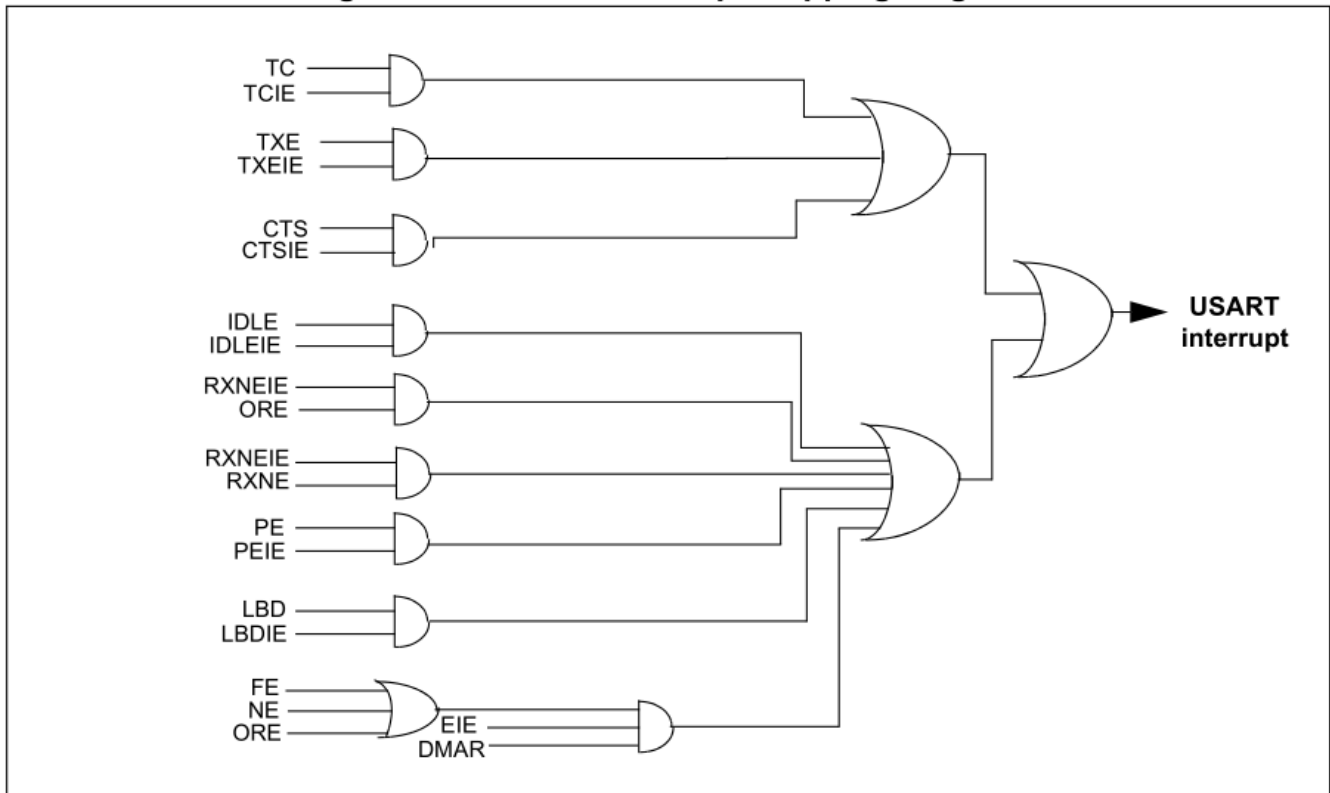 TC
TCIE
TXE
TXEIE
CTS
CTSIE
IDLE
IDLEIE
RXNEIE
ORE
RXNEIE
RXNE
PE
PEIE
LBD
LBDIE
FE
NE
ORE
EIE
DMAR
USART
interrupt